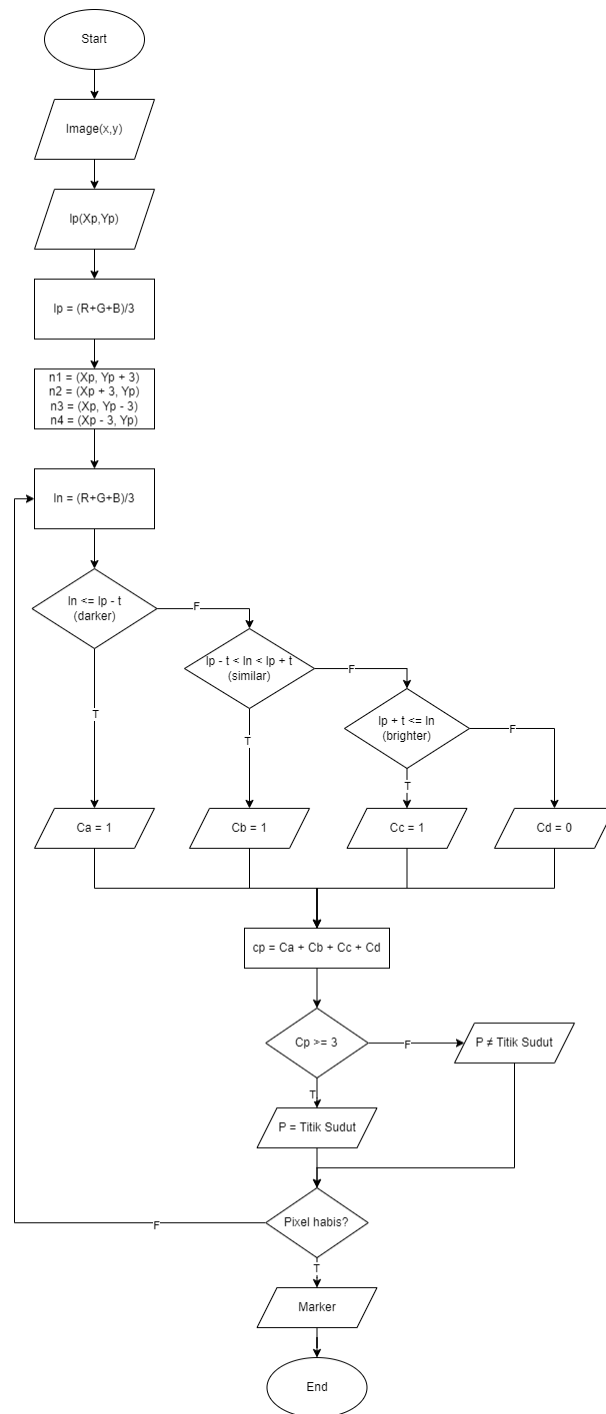 Start
Image(x,y)
Ip(Xp,Yp)
Ip = (R+G+B)/3
n1 = (Xp, Yp + 3)
n2 = (Xp + 3, Yp)
n3 = (Xp, Yp - 3)
n4 = (Xp - 3, Yp)
In = (R+G+B)/3
In <= Ip - t
(darker)
F
Ip - t < In < Ip + t
(similar)
F
Ip + t <= In
(brighter)
F
T
T
T
Ca = 1
Cb = 1
Cc = 1
Cd = 0
cp = Ca + Cb + Cc + Cd
Cp >= 3
F
P ≠ Titik Sudut
T
P = Titik Sudut
Pixel habis?
F
T
Marker
End